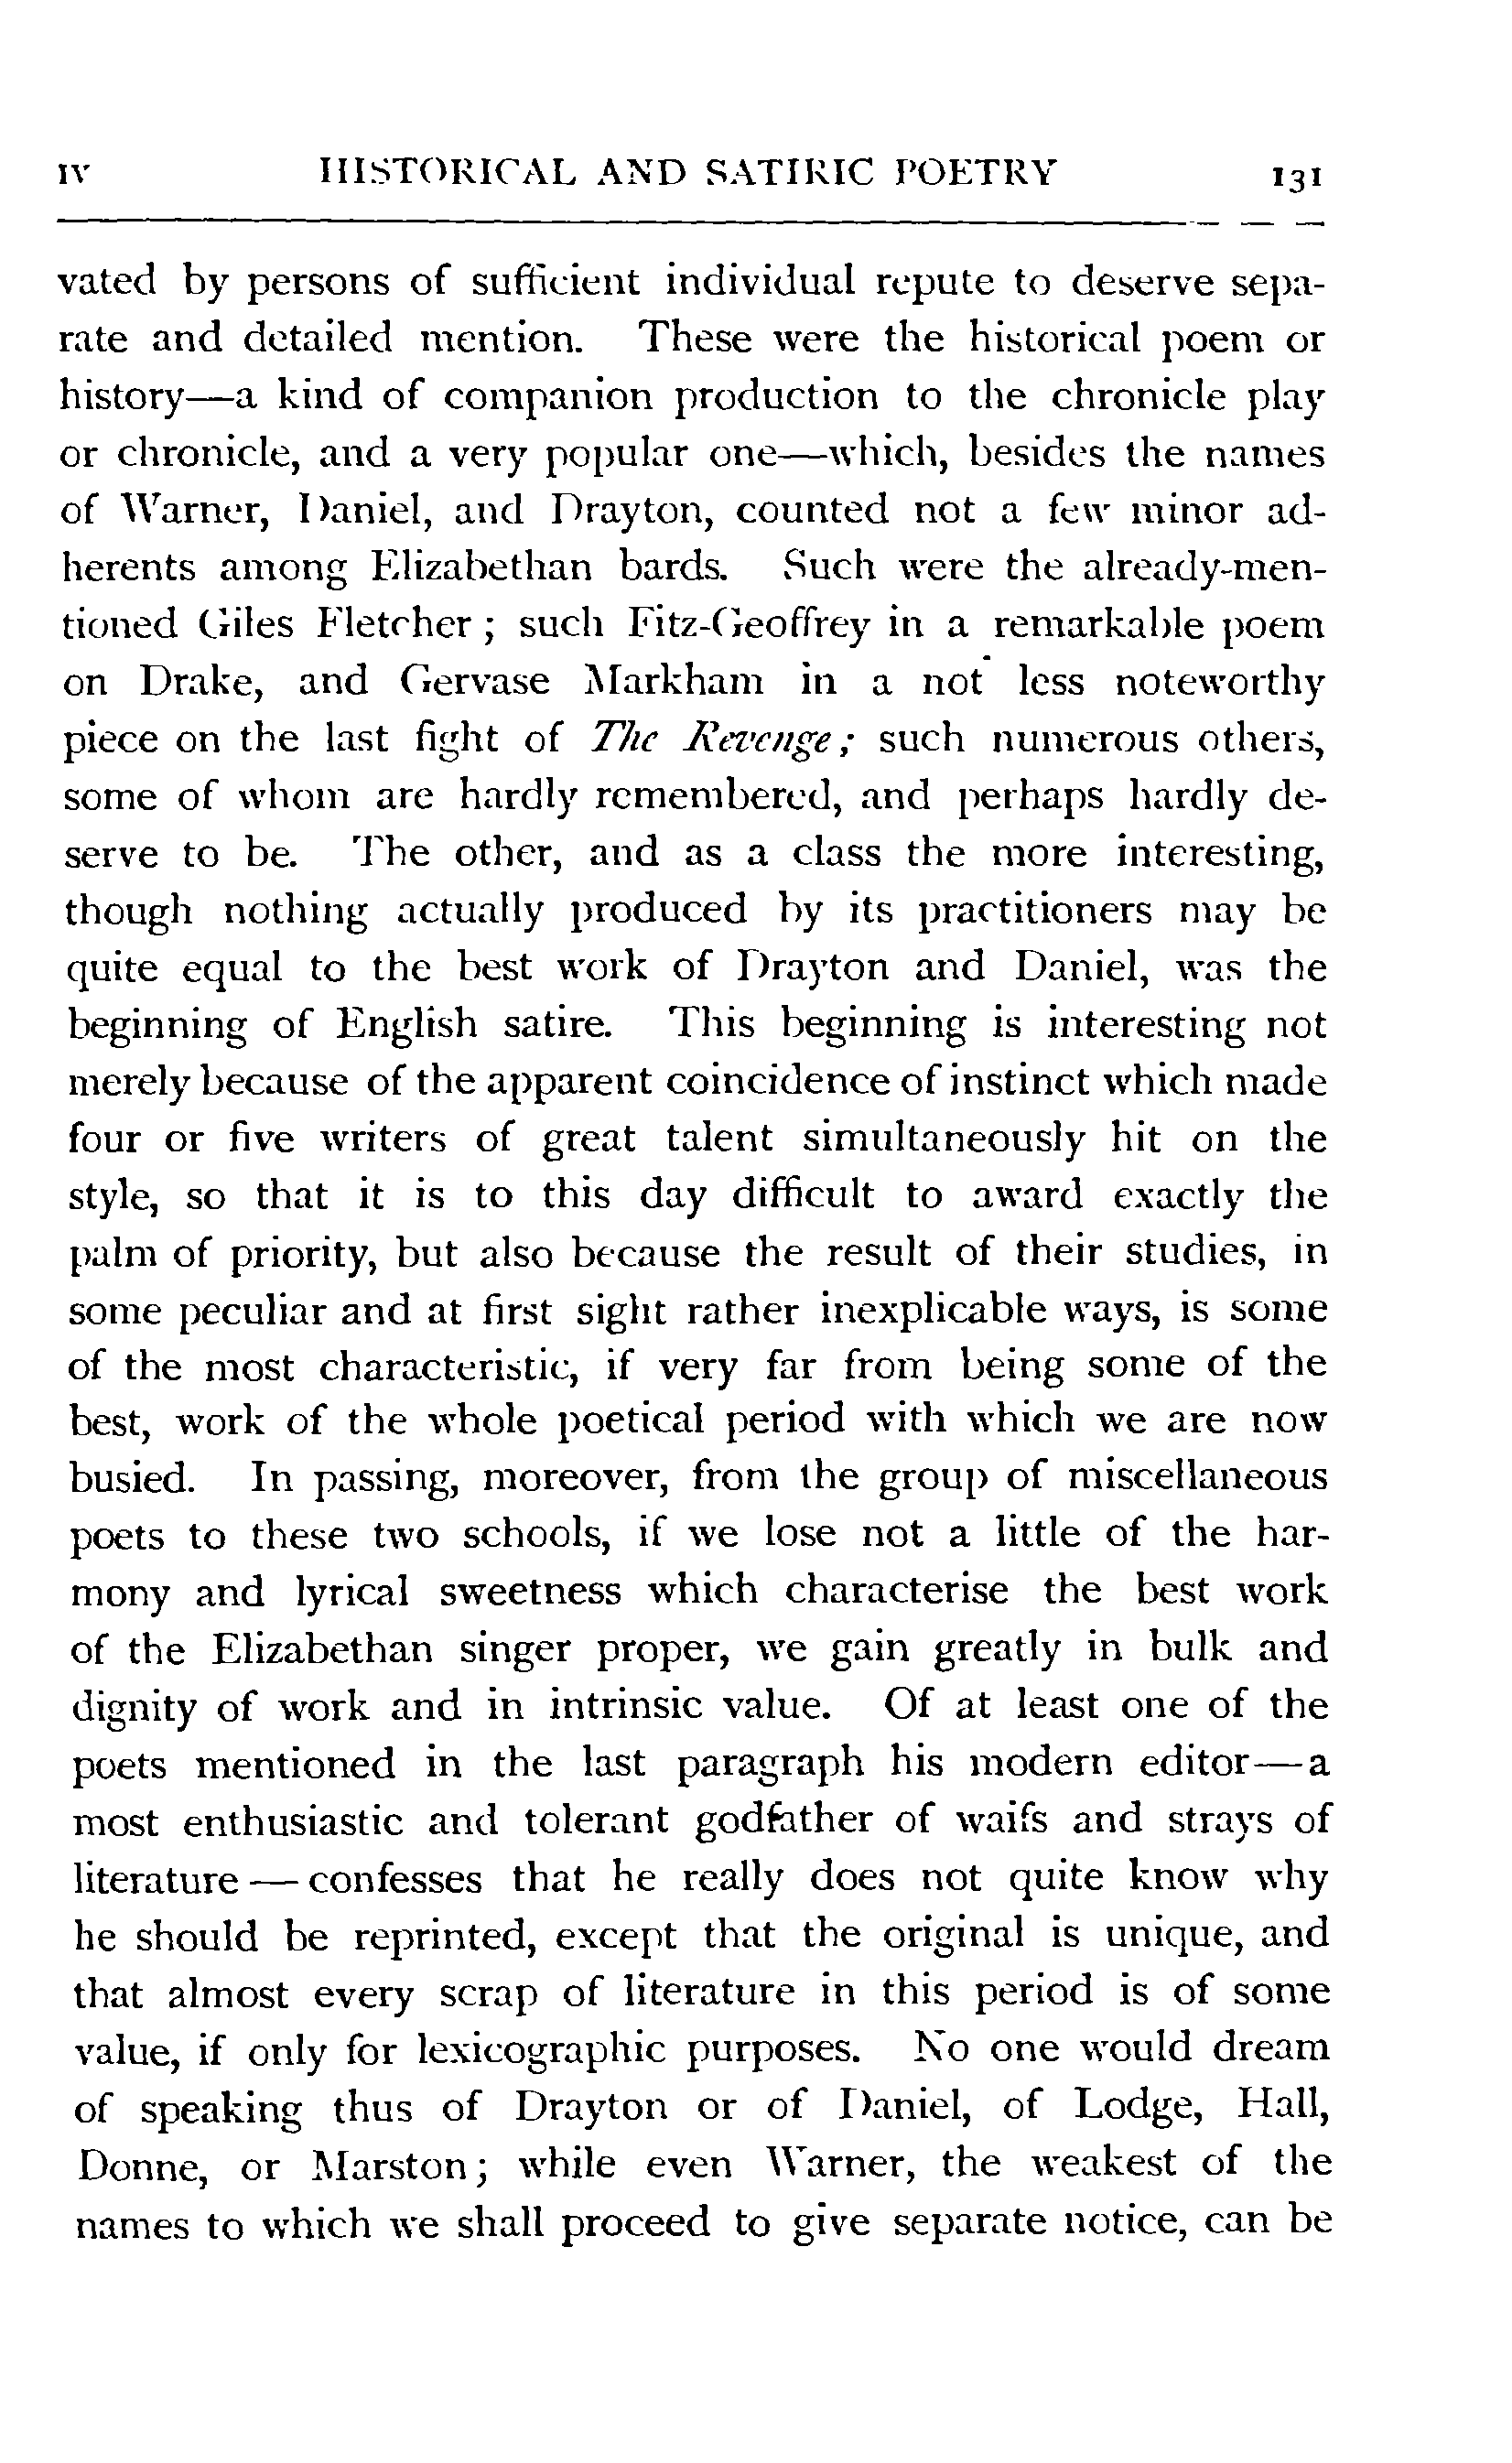 IV HISTORICAL AND SATIRIC POETRY 131
vated by persons of sufficient individual repute to deserve sepa-
rate and detailed mention. These were the historical poem or
history—a kind of companion production to the chronicle play
or chronicle, and a very popular one—which, besides the names
of Warner, Daniel, and Drayton, counted not a few minor ad-
herents among Elizabethan bards. Such were the already-men-
tioned Giles Fletcher; such Fitz-Geoffrey in a remarkable poem
on Drake, and Gervase Markham in a not less noteworthy
piece on the last fight of The Revenge; such numerous others,
some of whom are hardly remembered, and perhaps hardly de-
serve to be. The other, and as a class the more interesting,
though nothing actually produced by its practitioners may be
quite equal to the best work of Drayton and Daniel, was the
beginning of English satire. This beginning is interesting not
merely because of the apparent coincidence of instinct which made
four or five writers of great talent simultaneously hit on the
style, so that it is to this day difficult to award exactly the
palm of priority, but also because the result of their studies, in
some peculiar and at first sight rather inexplicable ways, is some
of the most characteristic, if very far from being some of the
best, work of the whole poetical period with which we are now
busied. In passing, moreover, from the group of miscellaneous
poets to these two schools, if we lose not a little of the har-
mony and lyrical sweetness which characterise the best work
of the Elizabethan singer proper, we gain greatly in bulk and
dignity of work and in intrinsic value. Of at least one of the
poets mentioned in the last paragraph his modern editor—a
most enthusiastic and tolerant godfather of waifs and strays of
literature—confesses that he really does not quite know why
he should be reprinted, except that the original is unique, and
that almost every scrap of literature in this period is of some
value, if only for lexicographic purposes. No one would dream
of speaking thus of Drayton or of Daniel, of Lodge, Hall,
Donne, or Marston; while even Warner, the weakest of the
names to which we shall proceed to give separate notice, can be